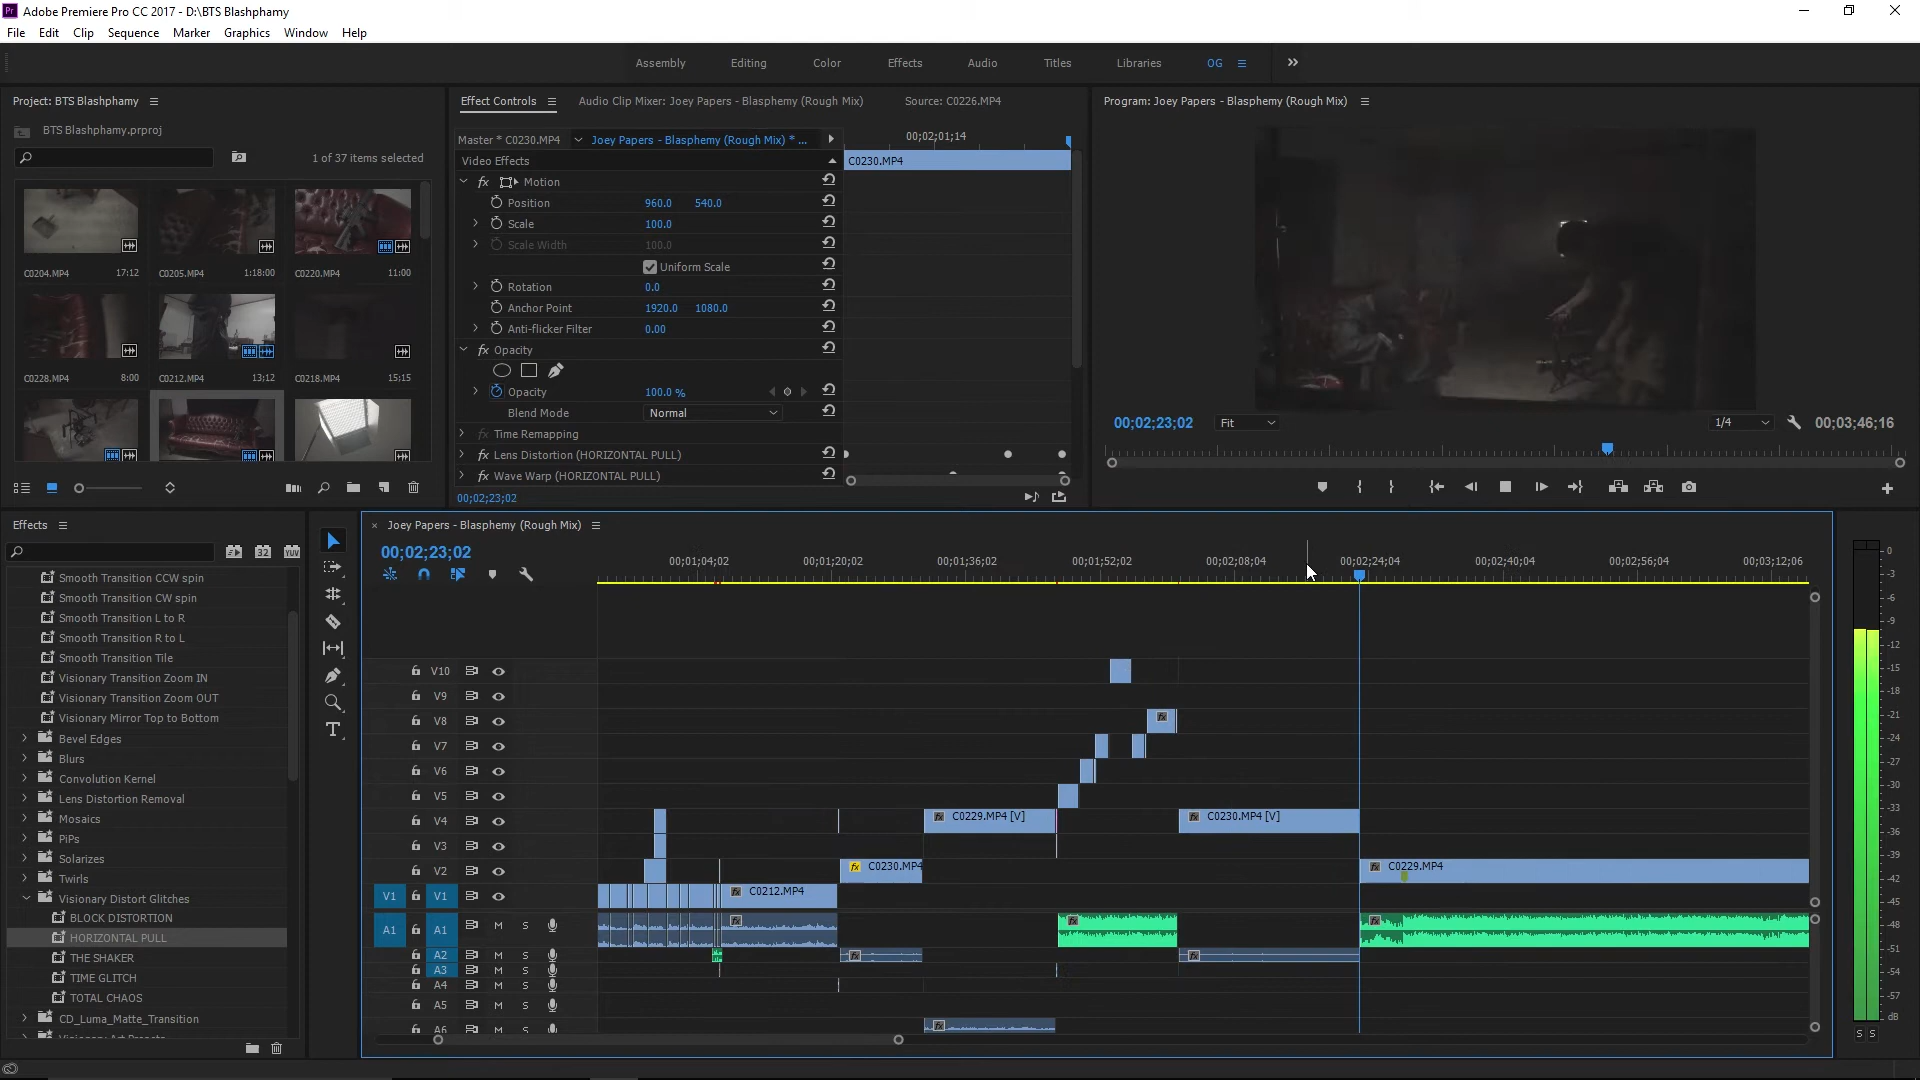 Adobe Premiere Pro CC 2017 - D:\BTS Blashphamy
File Edit Clip Sequence Marker Graphics Window Help
Assembly Editing Color Effects Audio Titles Libraries OG
Project: BTS Blashphamy
BTS Blashphamy.prproj
1 of 37 items selected
C0204.MP4 17:12
C0205.MP4 1:18:00
C0220.MP4 11:00
C0228.MP4 8:00
C0212.MP4 13;12
C0218.MP4 15;15
Effect Controls
Audio Clip Mixer: Joey Papers - Blasphemy (Rough Mix)
Source: C0226.MP4
Master * C0230.MP4
Joey Papers - Blasphemy (Rough Mix) * ...
00;02;01;14
Video Effects
C0230.MP4
fx Motion
Position 960.0 540.0
Scale 100.0
Scale Width 100.0
Uniform Scale
Rotation 0.0
Anchor Point 1920.0 1080.0
Anti-flicker Filter 0.00
fx Opacity
Opacity 100.0 %
Blend Mode Normal
fx Time Remapping
fx Lens Distortion (HORIZONTAL PULL)
fx Wave Warp (HORIZONTAL PULL)
00;02;23;02
Program: Joey Papers - Blasphemy (Rough Mix)
00;02;23;02 Fit 1/4 00;03;46;16
Effects
32 YUV
Smooth Transition CCW spin
Smooth Transition CW spin
Smooth Transition L to R
Smooth Transition R to L
Smooth Transition Tile
Visionary Transition Zoom IN
Visionary Transition Zoom OUT
Visionary Mirror Top to Bottom
Bevel Edges
Blurs
Convolution Kernel
Lens Distortion Removal
Mosaics
PiPs
Solarizes
Twirls
Visionary Distort Glitches
BLOCK DISTORTION
HORIZONTAL PULL
THE SHAKER
TIME GLITCH
TOTAL CHAOS
CD_Luma_Matte_Transition
T
Joey Papers - Blasphemy (Rough Mix)
00;02;23;02
00;01;04;02 00;01;20;02 00;01;36;02 00;01;52;02 00;02;08;04 00;02;24;04 00;02;40;04 00;02;56;04 00;03;12;06
V10
V9
V8 fx
V7
V6
V5
V4 fx C0229.MP4 [V] fx C0230.MP4 [V]
V3
V2 fx C0230.MP4 fx C0229.MP4
V1 V1 fx C0212.MP4
A1 A1 M S fx fx fx
A2 M S fx fx
A3 M S
A4 M S
A5 M S
A6 M S fx
0
-3
-6
-9
-12
-15
-18
-21
-24
-27
-30
-33
-36
-39
-42
-45
-48
-51
-54
-57
dB
S S